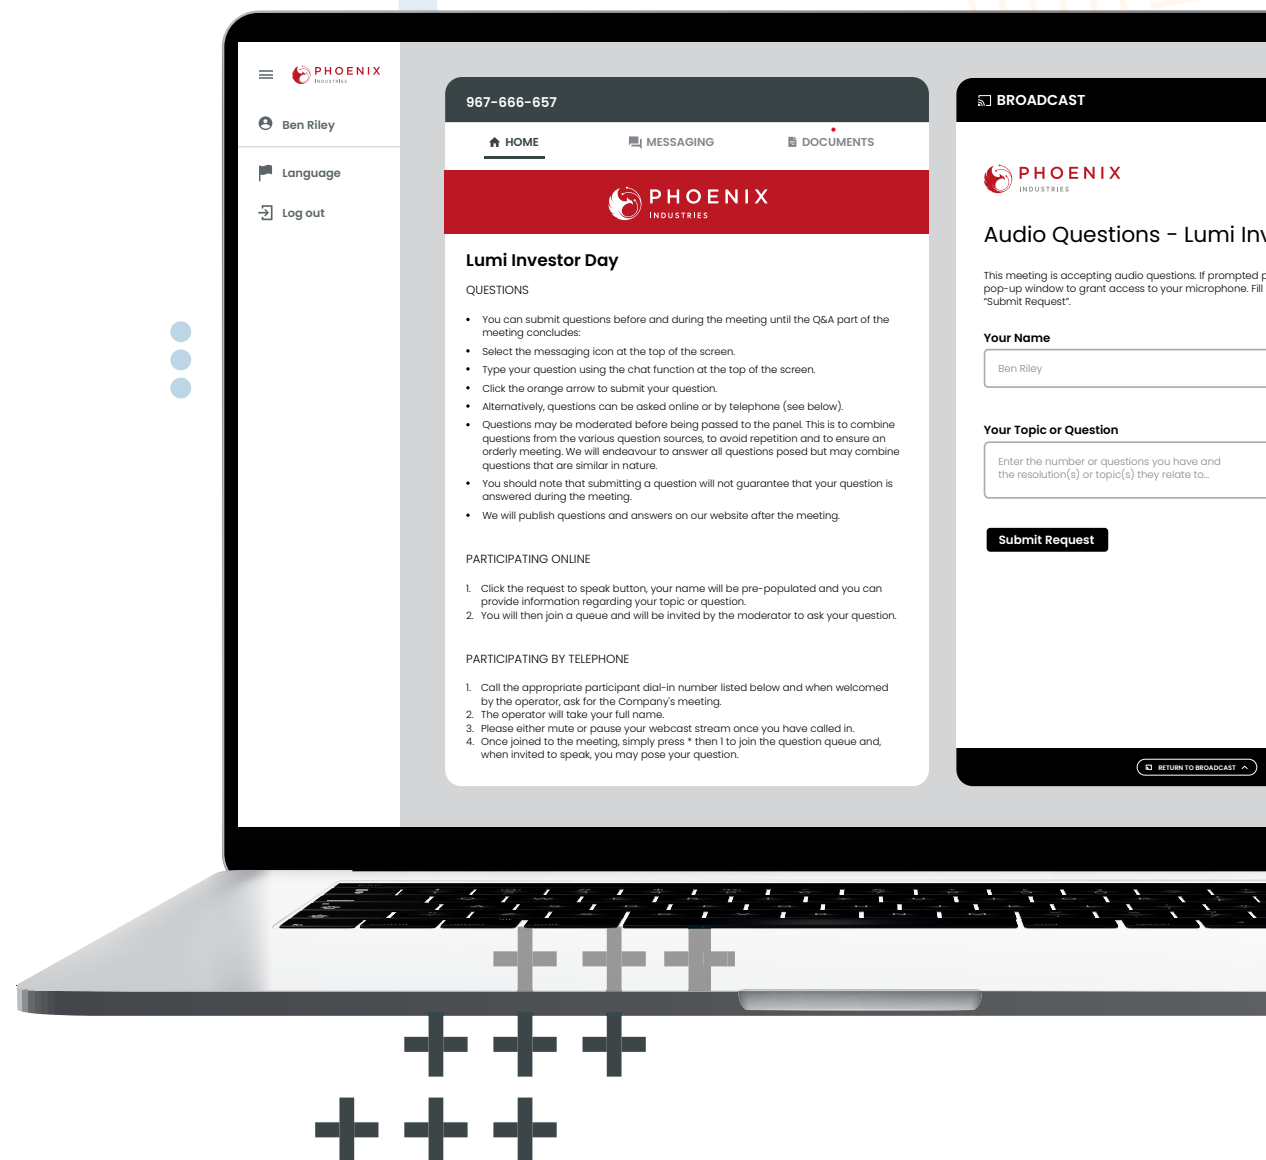 PHOENIX
INDUSTRIES
Ben Riley
Language
Log out
967-666-657
HOME
MESSAGING
DOCUMENTS
PHOENIX
INDUSTRIES
Lumi Investor Day
QUESTIONS
• You can submit questions before and during the meeting until the Q&A part of the
meeting concludes:
• Select the messaging icon at the top of the screen.
• Type your question using the chat function at the top of the screen.
• Click the orange arrow to submit your question.
• Alternatively, questions can be asked online or by telephone (see below).
• Questions may be moderated before being passed to the panel. This is to combine
questions from the various question sources, to avoid repetition and to ensure an
orderly meeting. We will endeavour to answer all questions posed but may combine
questions that are similar in nature.
• You should note that submitting a question will not guarantee that your question is
answered during the meeting.
• We will publish questions and answers on our website after the meeting.
PARTICIPATING ONLINE
1. Click the request to speak button, your name will be pre-populated and you can
provide information regarding your topic or question.
2. You will then join a queue and will be invited by the moderator to ask your question.
PARTICIPATING BY TELEPHONE
1. Call the appropriate participant dial-in number listed below and when welcomed
by the operator, ask for the Company's meeting.
2. The operator will take your full name.
3. Please either mute or pause your webcast stream once you have called in.
4. Once joined to the meeting, simply press * then 1 to join the question queue and,
when invited to speak, you may pose your question.
BROADCAST
PHOENIX
INDUSTRIES
Audio Questions - Lumi Inv
This meeting is accepting audio questions. If prompted p
pop-up window to grant access to your microphone. Fill
“Submit Request”.
Your Name
Ben Riley
Your Topic or Question
Enter the number or questions you have and
the resolution(s) or topic(s) they relate to...
Submit Request
RETURN TO BROADCAST